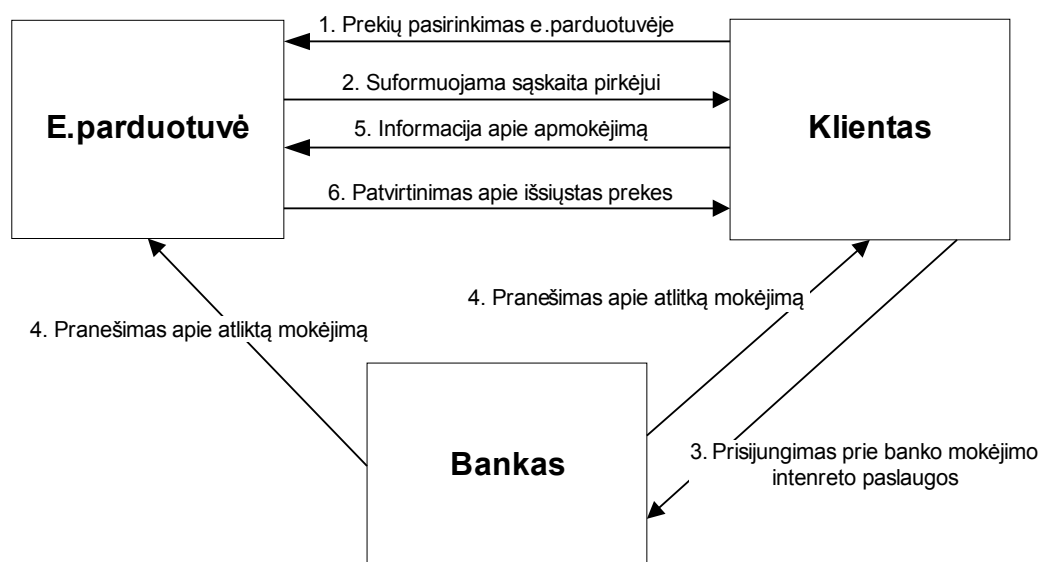 1. Prekių pasirinkimas e.parduotuvėje
2. Suformuojama sąskaita pirkėjui
E.parduotuvė
Klientas
5. Informacija apie apmokėjimą
6. Patvirtinimas apie išsiųstas prekes
4. Pranešimas apie atlitką mokėjimą
4. Pranešimas apie atliktą mokėjimą
3. Prisijungimas prie banko mokėjimo
intenreto paslaugos
Bankas